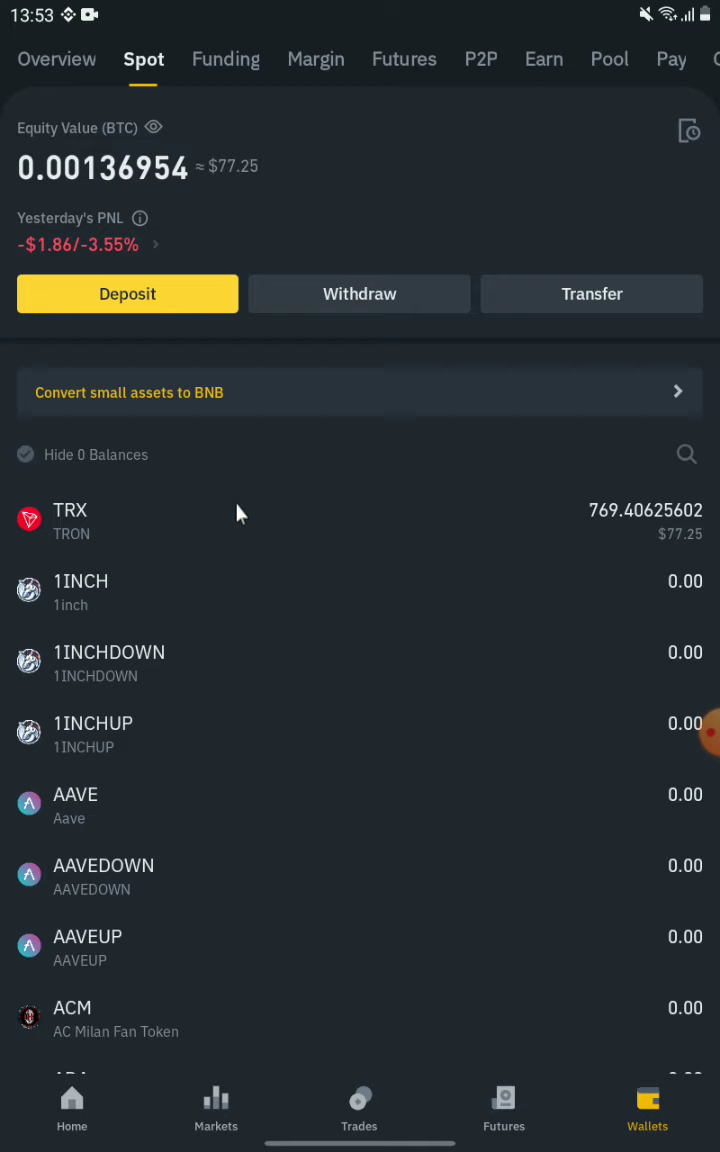 13:53
Overview Spot Funding Margin Futures P2P Earn Pool Pay
Equity Value (BTC)
0.00136954 ≈ $77.25
Yesterday's PNL
-$1.86/-3.55%
Deposit Withdraw Transfer
Convert small assets to BNB
Hide 0 Balances
TRX 769.40625602
TRON $77.25
1INCH 0.00
1inch
1INCHDOWN 0.00
1INCHDOWN
1INCHUP 0.00
1INCHUP
AAVE 0.00
Aave
AAVEDOWN 0.00
AAVEDOWN
AAVEUP 0.00
AAVEUP
ACM 0.00
AC Milan Fan Token
Home Markets Trades Futures Wallets